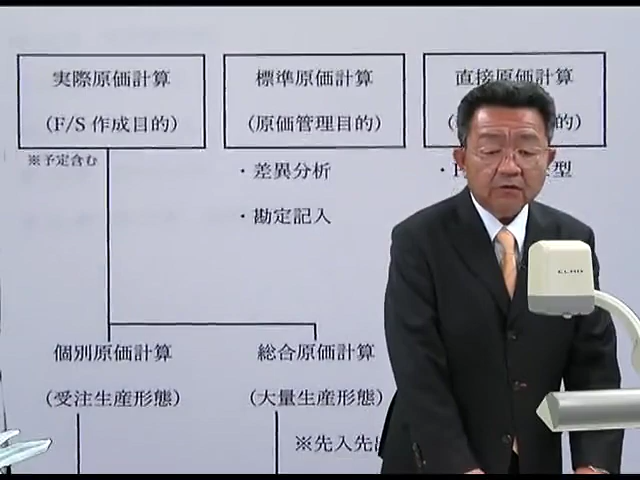 実際原価計算
(F/S 作成目的)
※予定含む
標準原価計算
(原価管理目的)
・差異分析
・勘定記入
直接原価計算
的)
型
個別原価計算
(受注生産形態)
総合原価計算
(大量生産形態)
※先入先
ELMO